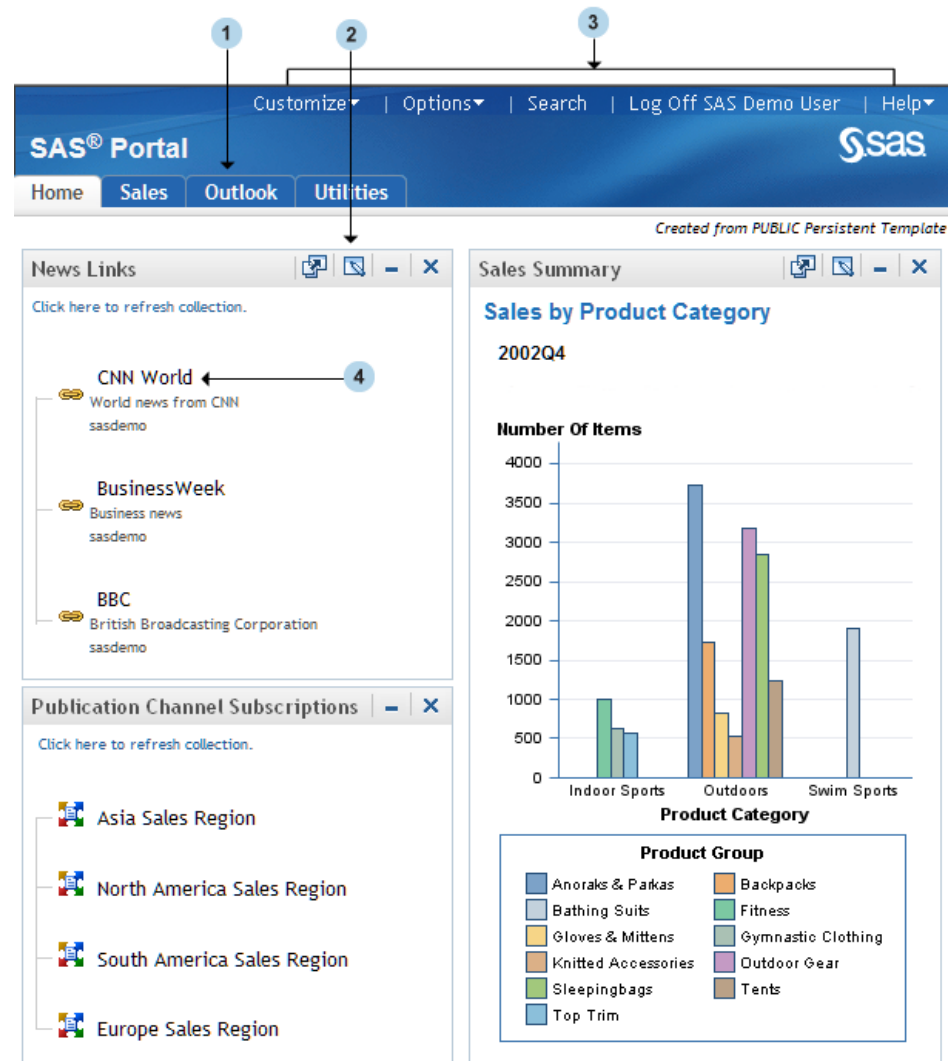 1
2
3
Customize | Options | Search | Log Off SAS Demo User | Help
SAS® Portal
sas
Home Sales Outlook Utilities
Created from PUBLIC Persistent Template
News Links
Click here to refresh collection.
CNN World
4
World news from CNN
sasdemo
BusinessWeek
Business news
sasdemo
BBC
British Broadcasting Corporation
sasdemo
Publication Channel Subscriptions
Click here to refresh collection.
Asia Sales Region
North America Sales Region
South America Sales Region
Europe Sales Region
Sales Summary
Sales by Product Category
2002Q4
Number Of Items
4000
3500
3000
2500
2000
1500
1000
500
0
Indoor Sports Outdoors Swim Sports
Product Category
Product Group
Anoraks & Parkas Backpacks
Bathing Suits Fitness
Gloves & Mittens Gymnastic Clothing
Knitted Accessories Outdoor Gear
Sleepingbags Tents
Top Trim